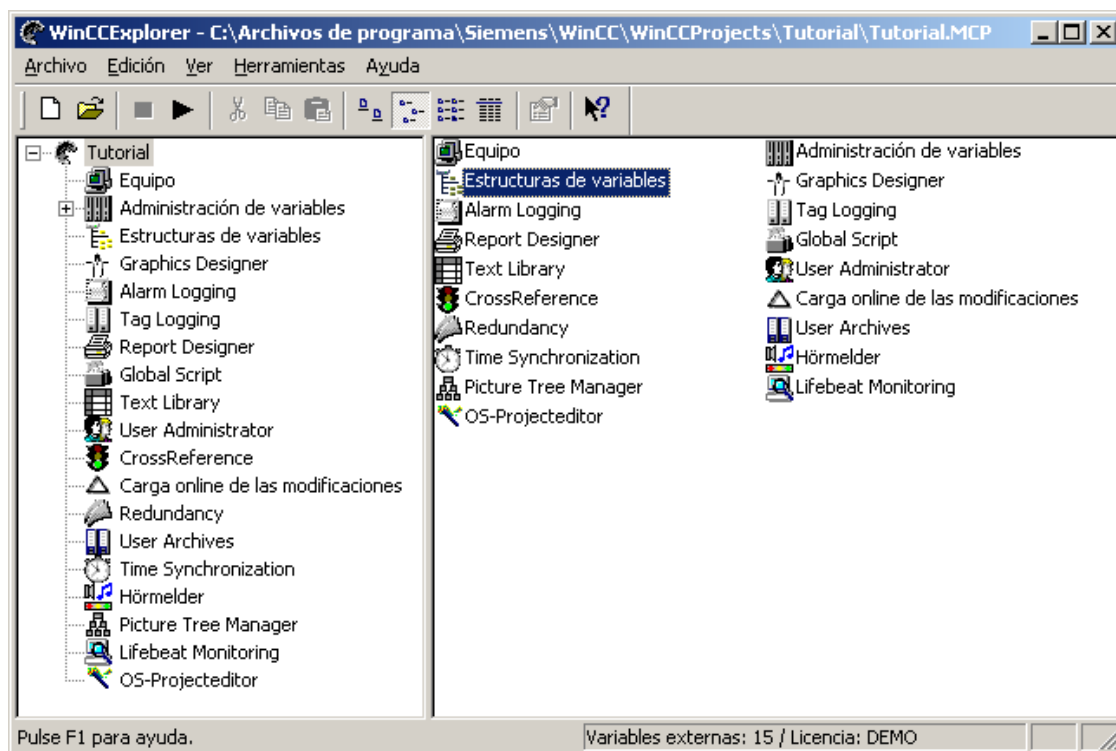 WinCCExplorer - C:\Archivos de programa\Siemens\WinCC\WinCCProjects\Tutorial\Tutorial.MCP
Archivo Edición Ver Herramientas Ayuda
Tutorial
Equipo
Administración de variables
Estructuras de variables
Graphics Designer
Alarm Logging
Tag Logging
Report Designer
Global Script
Text Library
User Administrator
CrossReference
Carga online de las modificaciones
Redundancy
User Archives
Time Synchronization
Hörmelder
Picture Tree Manager
Lifebeat Monitoring
OS-Projecteditor
Equipo
Estructuras de variables
Alarm Logging
Report Designer
Text Library
CrossReference
Redundancy
Time Synchronization
Picture Tree Manager
OS-Projecteditor
Administración de variables
Graphics Designer
Tag Logging
Global Script
User Administrator
Carga online de las modificaciones
User Archives
Hörmelder
Lifebeat Monitoring
Pulse F1 para ayuda.
Variables externas: 15 / Licencia: DEMO